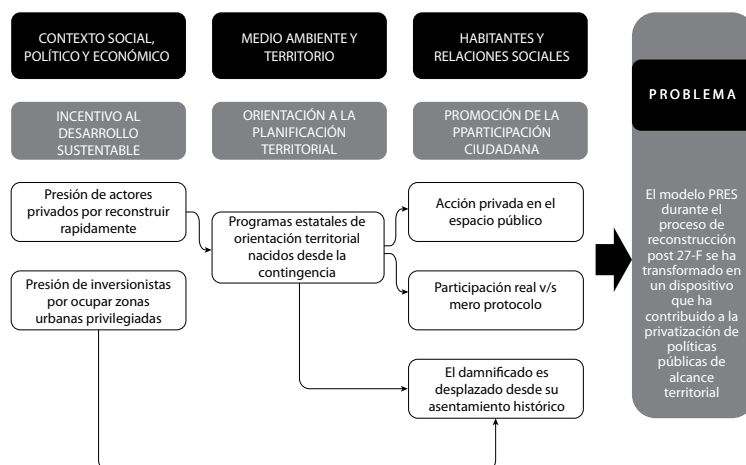 CONTEXTO SOCIAL,
POLÍTICO Y ECONÓMICO
MEDIO AMBIENTE Y
TERRITORIO
HABITANTES Y
RELACIONES SOCIALES
INCENTIVO AL
DESARROLLO
SUSTENTABLE
ORIENTACIÓN A LA
PLANIFICACIÓN
TERRITORIAL
PROMOCIÓN DE LA
PPARTICIPACIÓN
CIUDADANA
Presión de actores
privados por reconstruir
rapidamente
Presión de inversionistas
por ocupar zonas
urbanas privilegiadas
Programas estatales de
orientación territorial
nacidos desde la
contingencia
Acción privada en el
espacio público
Participación real v/s
mero protocolo
El damnificado es
desplazado desde su
asentamiento histórico
PROBLEMA
El modelo PRES
durante el
proceso de
reconstrucción
post 27-F se ha
transformado en
un dispositivo
que ha
contribuido a la
privatización de
políticas
públicas de
alcance
territorial